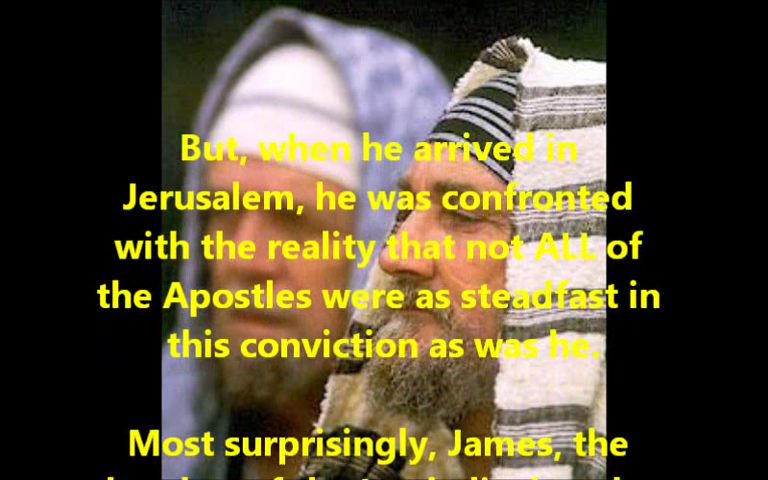 But, when he arrived in
Jerusalem, he was confronted
with the reality that not ALL of
the Apostles were as steadfast in
this conviction as was he.
Most surprisingly, James, the